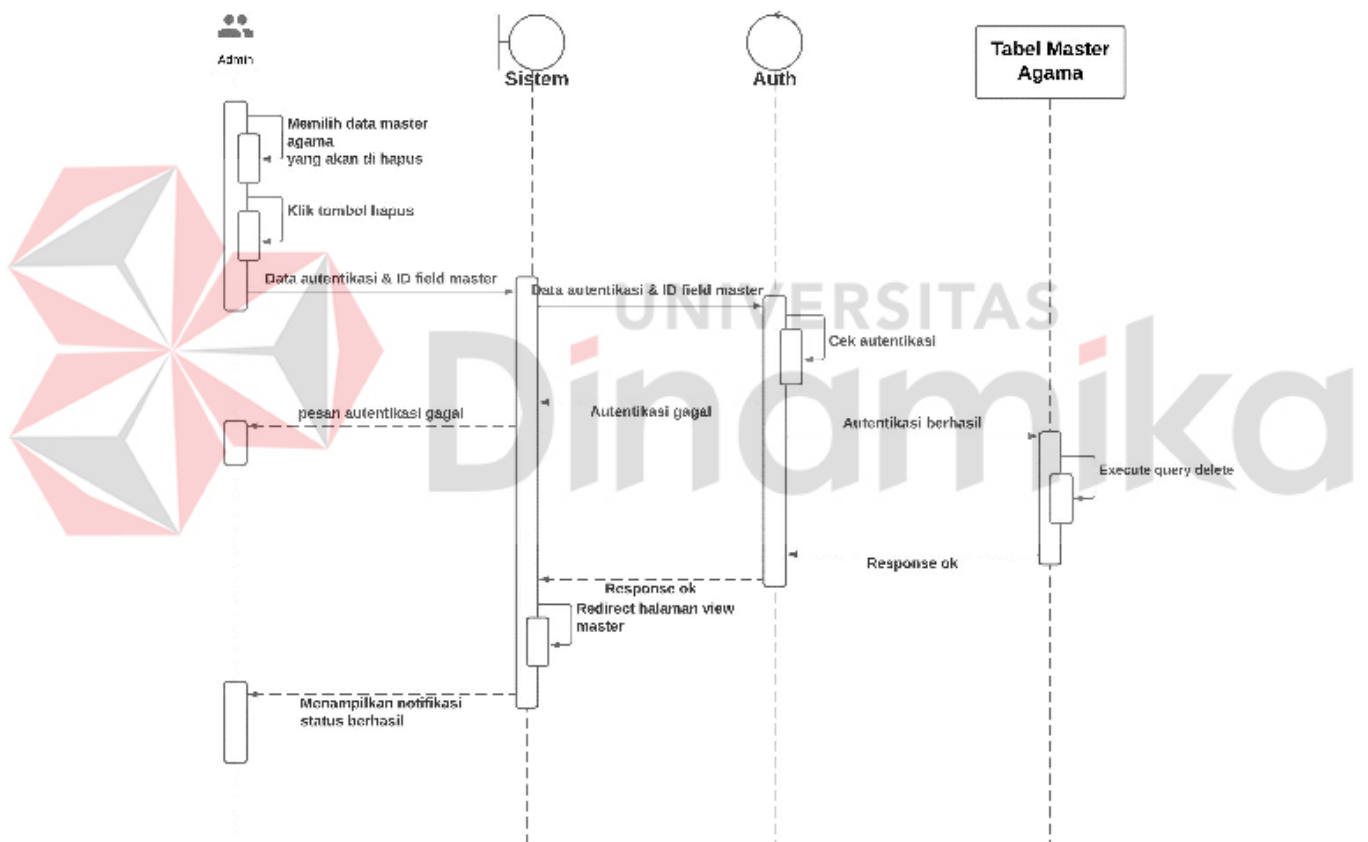 Admin
Sistem
Auth
Tabel Master
Agama
Memilih data master
agama
yang akan di hapus
Klik tombol hapus
Data autentikasi & ID field master
Data autentikasi & ID field master
UNIVERSITAS
Dinamika
Cek autentikasi
pesan autentikasi gagal
Autentikasi gagal
Autentikasi berhasil
Execute query delete
Response ok
Response ok
Redirect halaman view
master
Menampilkan notifikasi
status berhasil